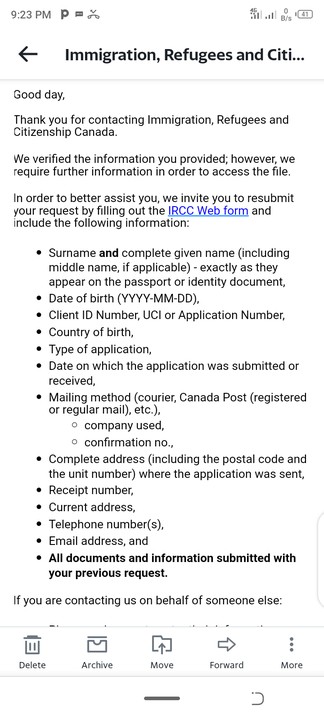 9:23 PM
4G
0
B/s
41
Immigration, Refugees and Citi...
Good day,
Thank you for contacting Immigration, Refugees and
Citizenship Canada.
We verified the information you provided; however, we
require further information in order to access the file.
In order to better assist you, we invite you to resubmit
your request by filling out the IRCC Web form and
include the following information:
• Surname and complete given name (including
middle name, if applicable) - exactly as they
appear on the passport or identity document,
• Date of birth (YYYY-MM-DD),
• Client ID Number, UCI or Application Number,
• Country of birth,
• Type of application,
• Date on which the application was submitted or
received,
• Mailing method (courier, Canada Post (registered
or regular mail), etc.),
○ company used,
○ confirmation no.,
• Complete address (including the postal code and
the unit number) where the application was sent,
• Receipt number,
• Current address,
• Telephone number(s),
• Email address, and
• All documents and information submitted with
your previous request.
If you are contacting us on behalf of someone else:
Delete
Archive
Move
Forward
More